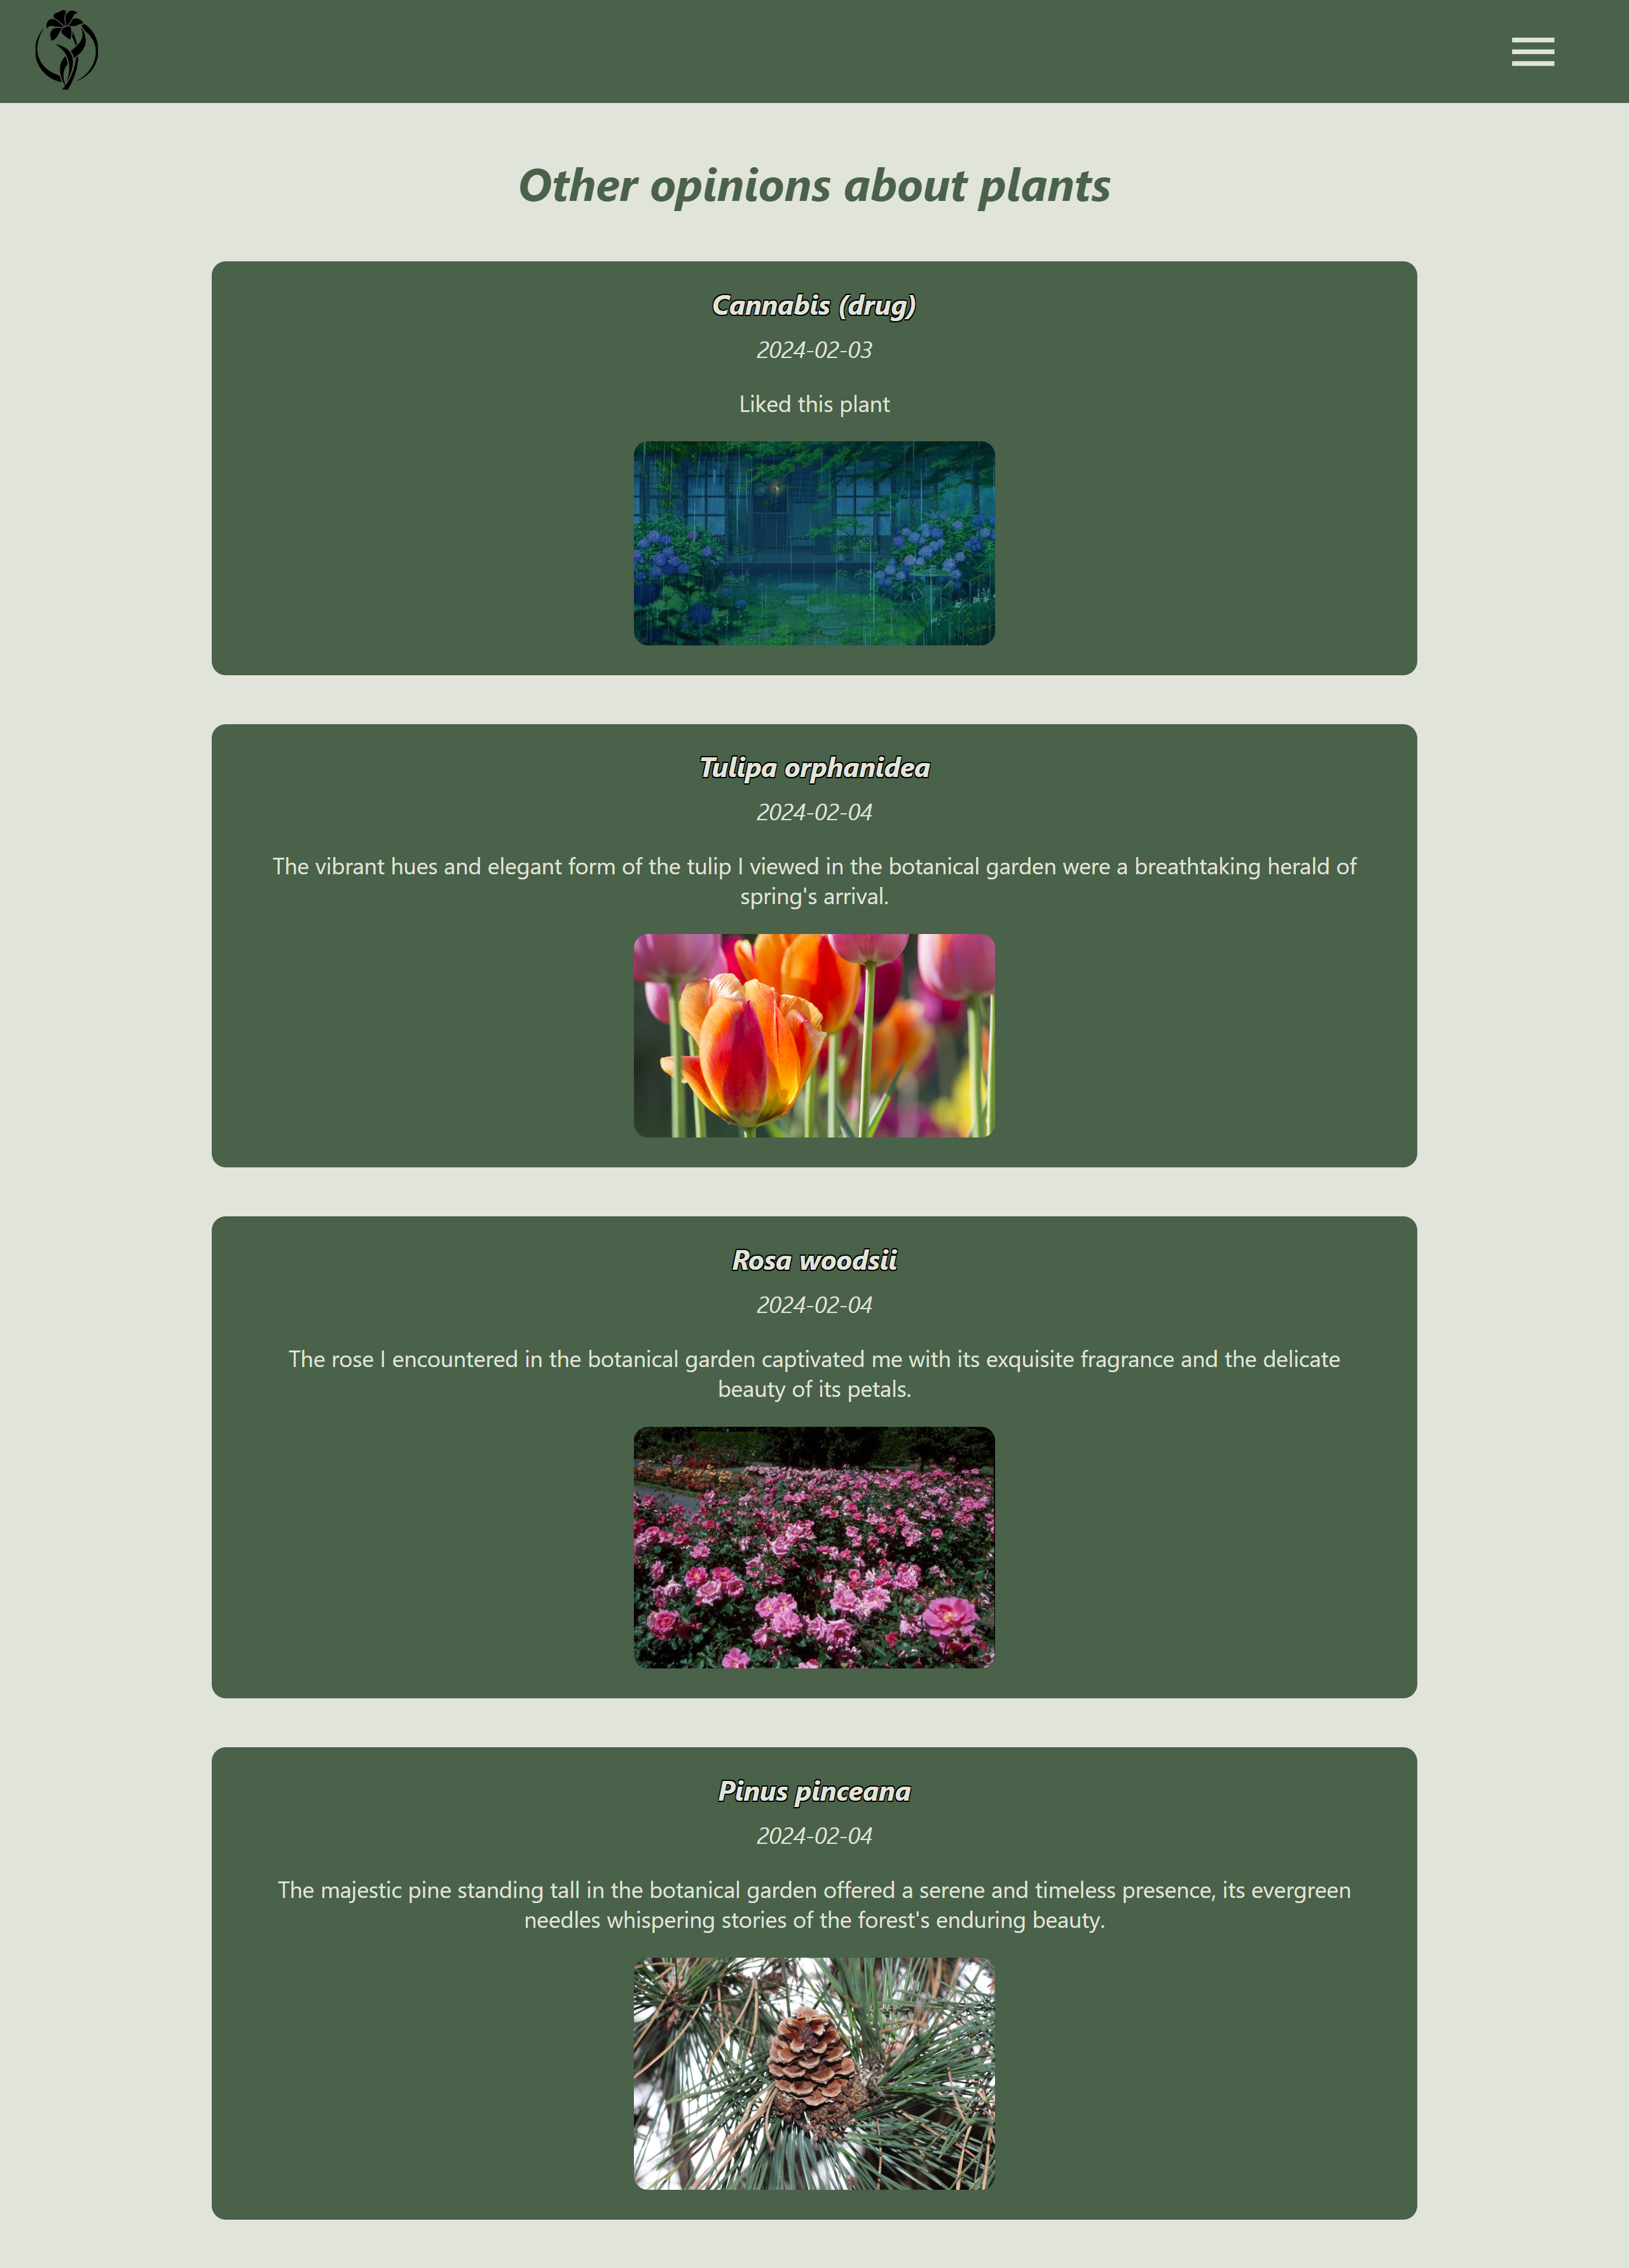 Other opinions about plants
Cannabis (drug)
2024-02-03
Liked this plant
Tulipa orphanidea
2024-02-04
The vibrant hues and elegant form of the tulip I viewed in the botanical garden were a breathtaking herald of
spring's arrival.
Rosa woodsii
2024-02-04
The rose I encountered in the botanical garden captivated me with its exquisite fragrance and the delicate
beauty of its petals.
Pinus pinceana
2024-02-04
The majestic pine standing tall in the botanical garden offered a serene and timeless presence, its evergreen
needles whispering stories of the forest's enduring beauty.